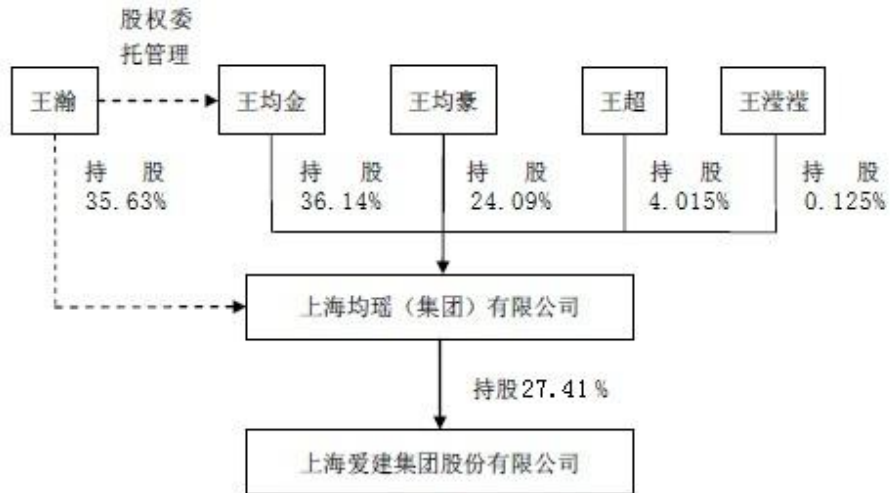 股权委
托管理
王瀚
王均金
王均豪
王超
王滢滢
持 股
35.63%
持 股
36.14%
持 股
24.09%
持 股
4.015%
持 股
0.125%
上海均瑶（集团）有限公司
持股27.41%
上海爱建集团股份有限公司